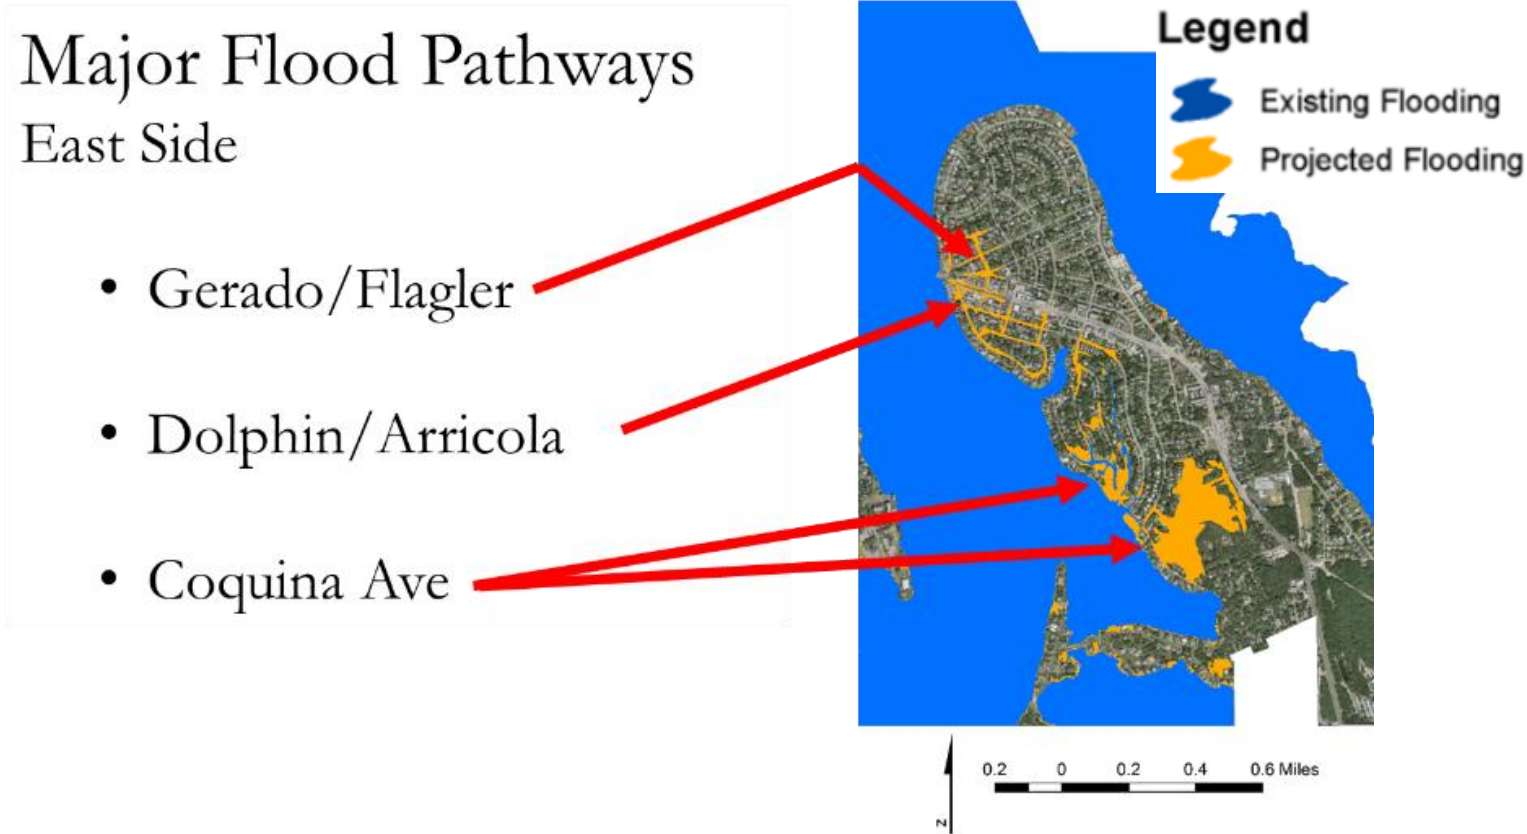 Major Flood Pathways
East Side
• Gerado/Flagler
• Dolphin/Arricola
• Coquina Ave
Legend
Existing Flooding
Projected Flooding
0.2 0 0.2 0.4 0.6 Miles
N